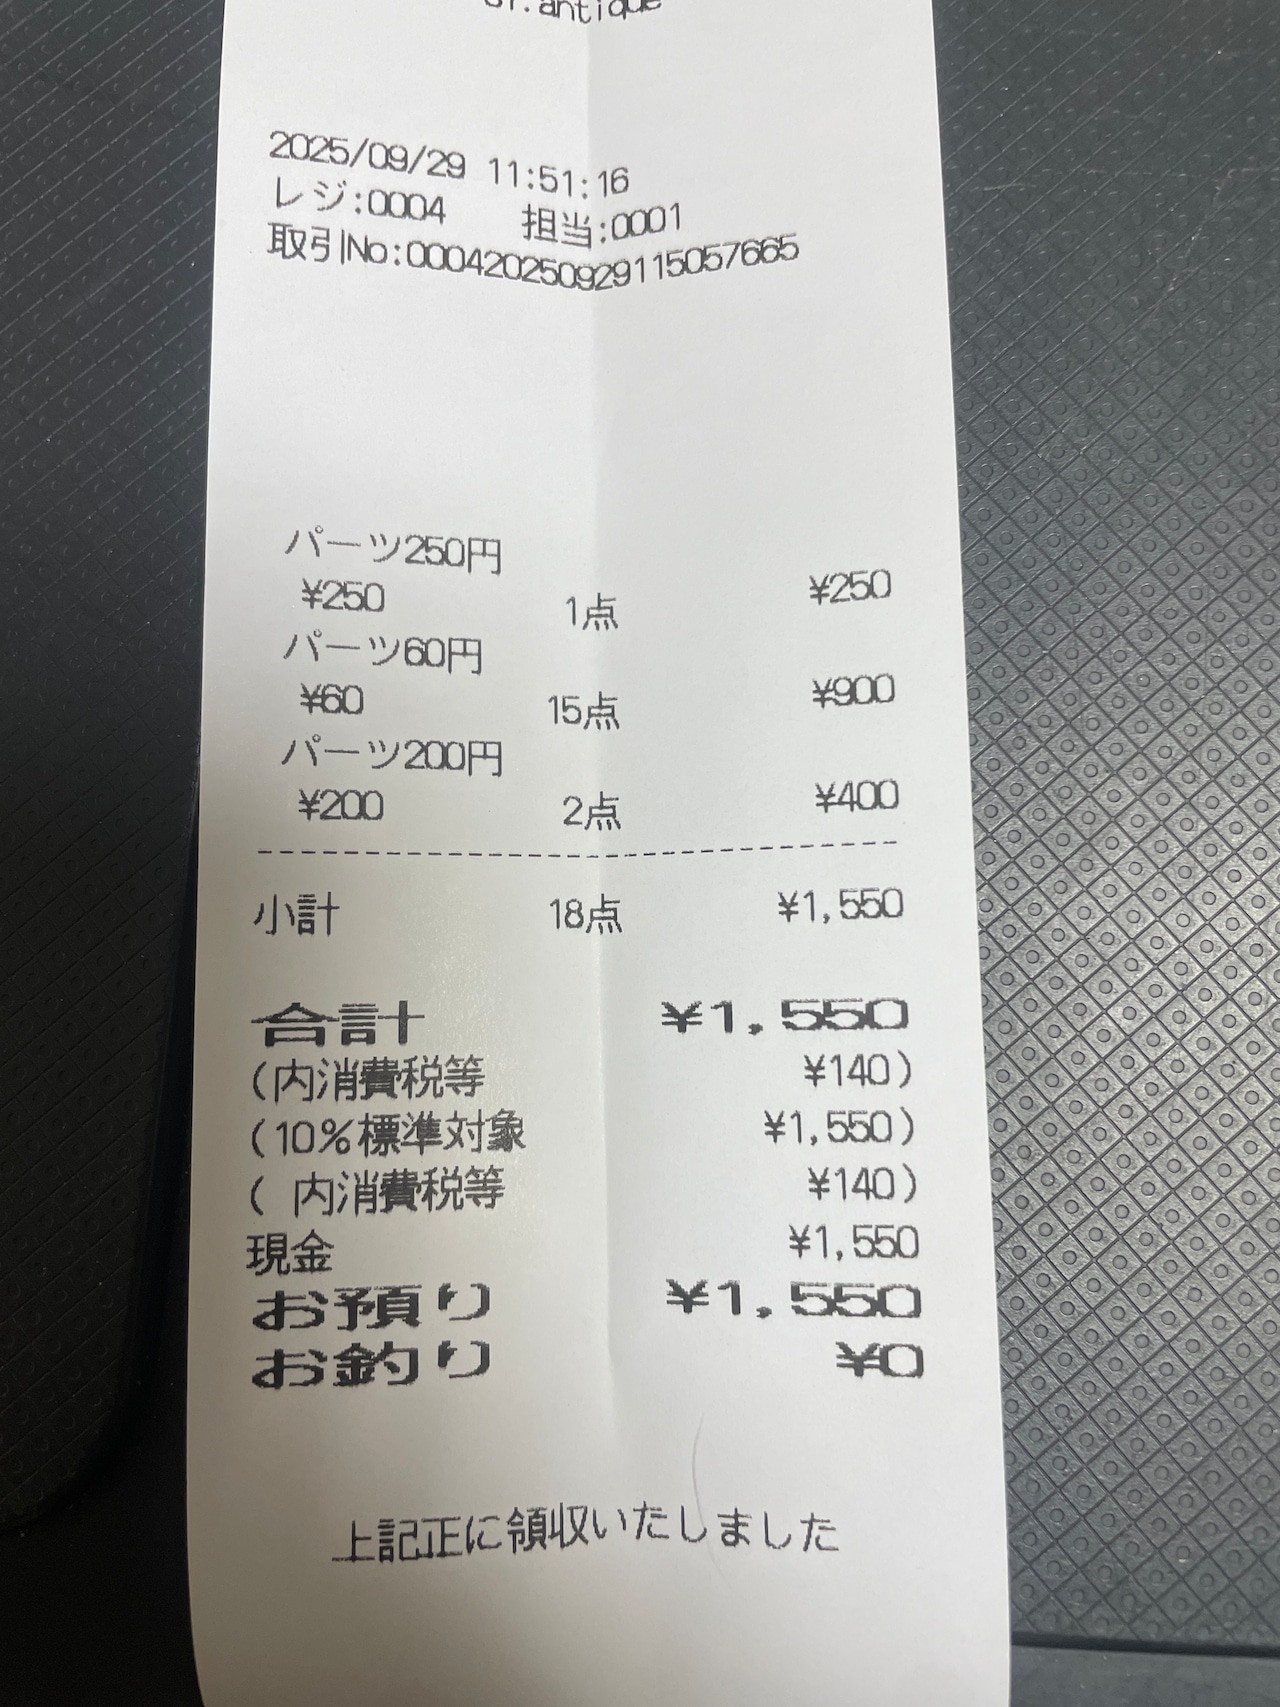 antique
2025/09/29 11:51:16
レジ:0004 担当:0001
取引No:0004202509291150​57665
パーツ250円
¥250 1点 ¥250
パーツ60円
¥60 15点 ¥900
パーツ200円
¥200 2点 ¥400
小計 18点 ¥1,550
合計 ¥1,550
(内消費税等 ¥140)
(10%標準対象 ¥1,550)
( 内消費税等 ¥140)
現金 ¥1,550
お預り ¥1,550
お釣り ¥0
上記正に領収いたしました